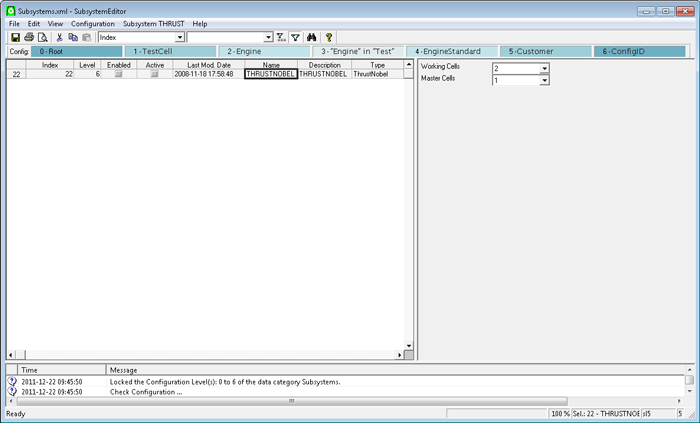 Subsystems.xml - SubsystemEditor
File Edit View Configuration Subsystem THRUST Help
Index
Config: 0 - Root 1 - TestCell 2 - Engine 3 - "Engine" in "Test" 4 - EngineStandard 5 - Customer 6 - ConfigID
Index Level Enabled Active Last Mod. Date Name Description Type
22 22 6 2008-11-18 17:58:48 THRUSTNOBEL THRUSTNOBEL ThrustNobel
Working Cells 2
Master Cells 1
Time Message
2011-12-22 09:45:50 Locked the Configuration Level(s): 0 to 6 of the data category Subsystems.
2011-12-22 09:45:50 Check Configuration ...
Ready 100 % Sel.: 22 - THRUSTNOE sl5 5